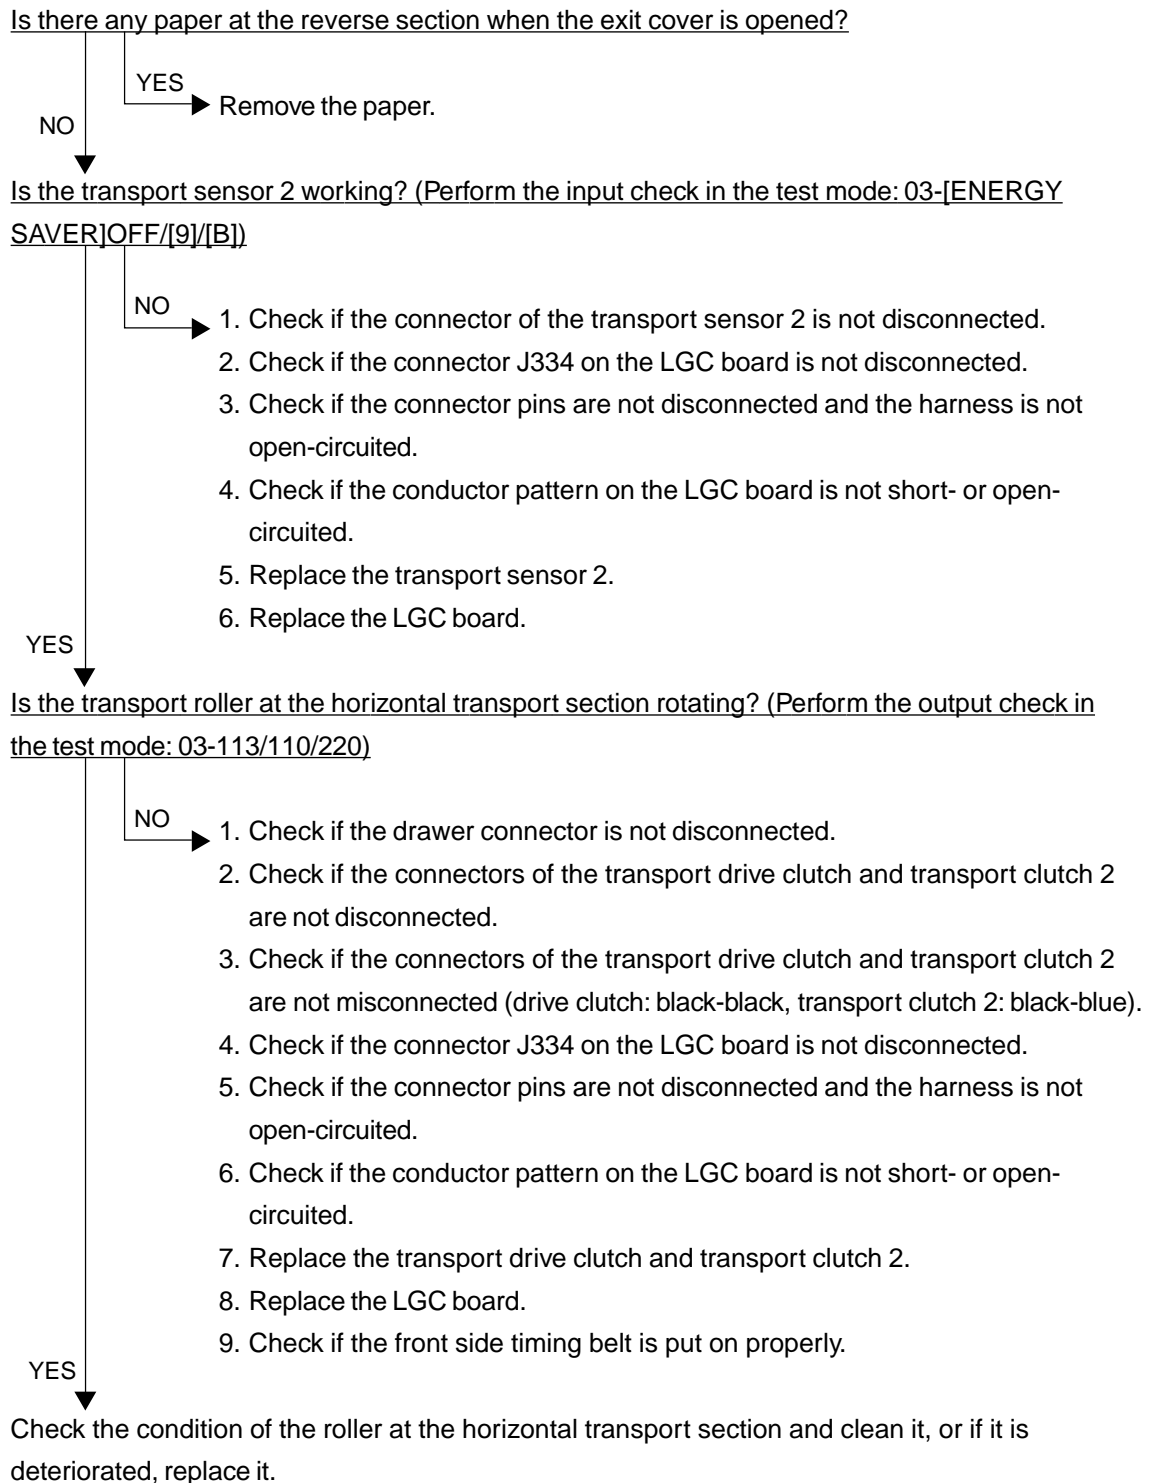 Is there any paper at the reverse section when the exit cover is opened?
YES
Remove the paper.
NO
Is the transport sensor 2 working? (Perform the input check in the test mode: 03-[ENERGY
SAVER]OFF/[9]/[B])
NO
1. Check if the connector of the transport sensor 2 is not disconnected.
2. Check if the connector J334 on the LGC board is not disconnected.
3. Check if the connector pins are not disconnected and the harness is not
open-circuited.
4. Check if the conductor pattern on the LGC board is not short- or open-
circuited.
5. Replace the transport sensor 2.
6. Replace the LGC board.
YES
Is the transport roller at the horizontal transport section rotating? (Perform the output check in
the test mode: 03-113/110/220)
NO
1. Check if the drawer connector is not disconnected.
2. Check if the connectors of the transport drive clutch and transport clutch 2
are not disconnected.
3. Check if the connectors of the transport drive clutch and transport clutch 2
are not misconnected (drive clutch: black-black, transport clutch 2: black-blue).
4. Check if the connector J334 on the LGC board is not disconnected.
5. Check if the connector pins are not disconnected and the harness is not
open-circuited.
6. Check if the conductor pattern on the LGC board is not short- or open-
circuited.
7. Replace the transport drive clutch and transport clutch 2.
8. Replace the LGC board.
9. Check if the front side timing belt is put on properly.
YES
Check the condition of the roller at the horizontal transport section and clean it, or if it is
deteriorated, replace it.